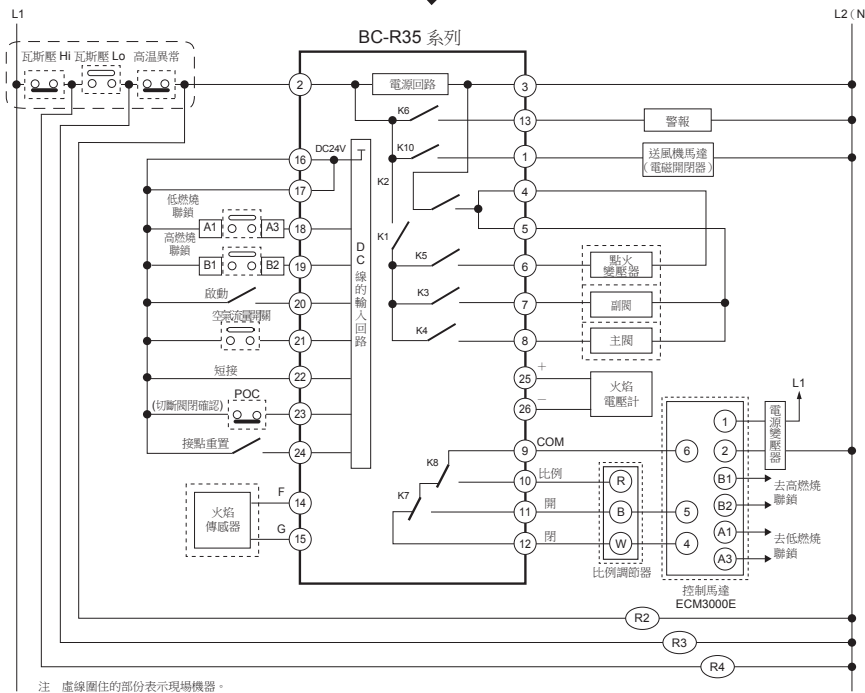 L1
L2 (N
BC-R35 系列
瓦斯壓 Hi 瓦斯壓 Lo 高温異常
2
電源回路
3
K6
13
警報
K10
1
送風機馬達
(電磁開閉器)
DC24V
16
17
K2
4
5
低燃燒
聯鎖
A1
A3
18
K1
高燃燒
聯鎖
B1
B2
19
DC線的輸入回路
K5
6
點火
變壓器
啟動
20
K3
7
副閥
空氣流量開關
21
K4
8
主閥
短接
22
25
+
火焰
電壓計
26
−
POC
(切斷閥閉確認)
23
接點重置
24
L1
1
電源變壓器
9
COM
6
2
K8
10
比例
R
B1
去高燃燒
聯鎖
B2
K7
11
開
B
5
12
閉
W
4
A1
去低燃燒
聯鎖
A3
比例調節器
控制馬達
ECM3000E
火焰
傳感器
F
14
G
15
R2
R3
R4
注 虛線圍住的部份表示現場機器。